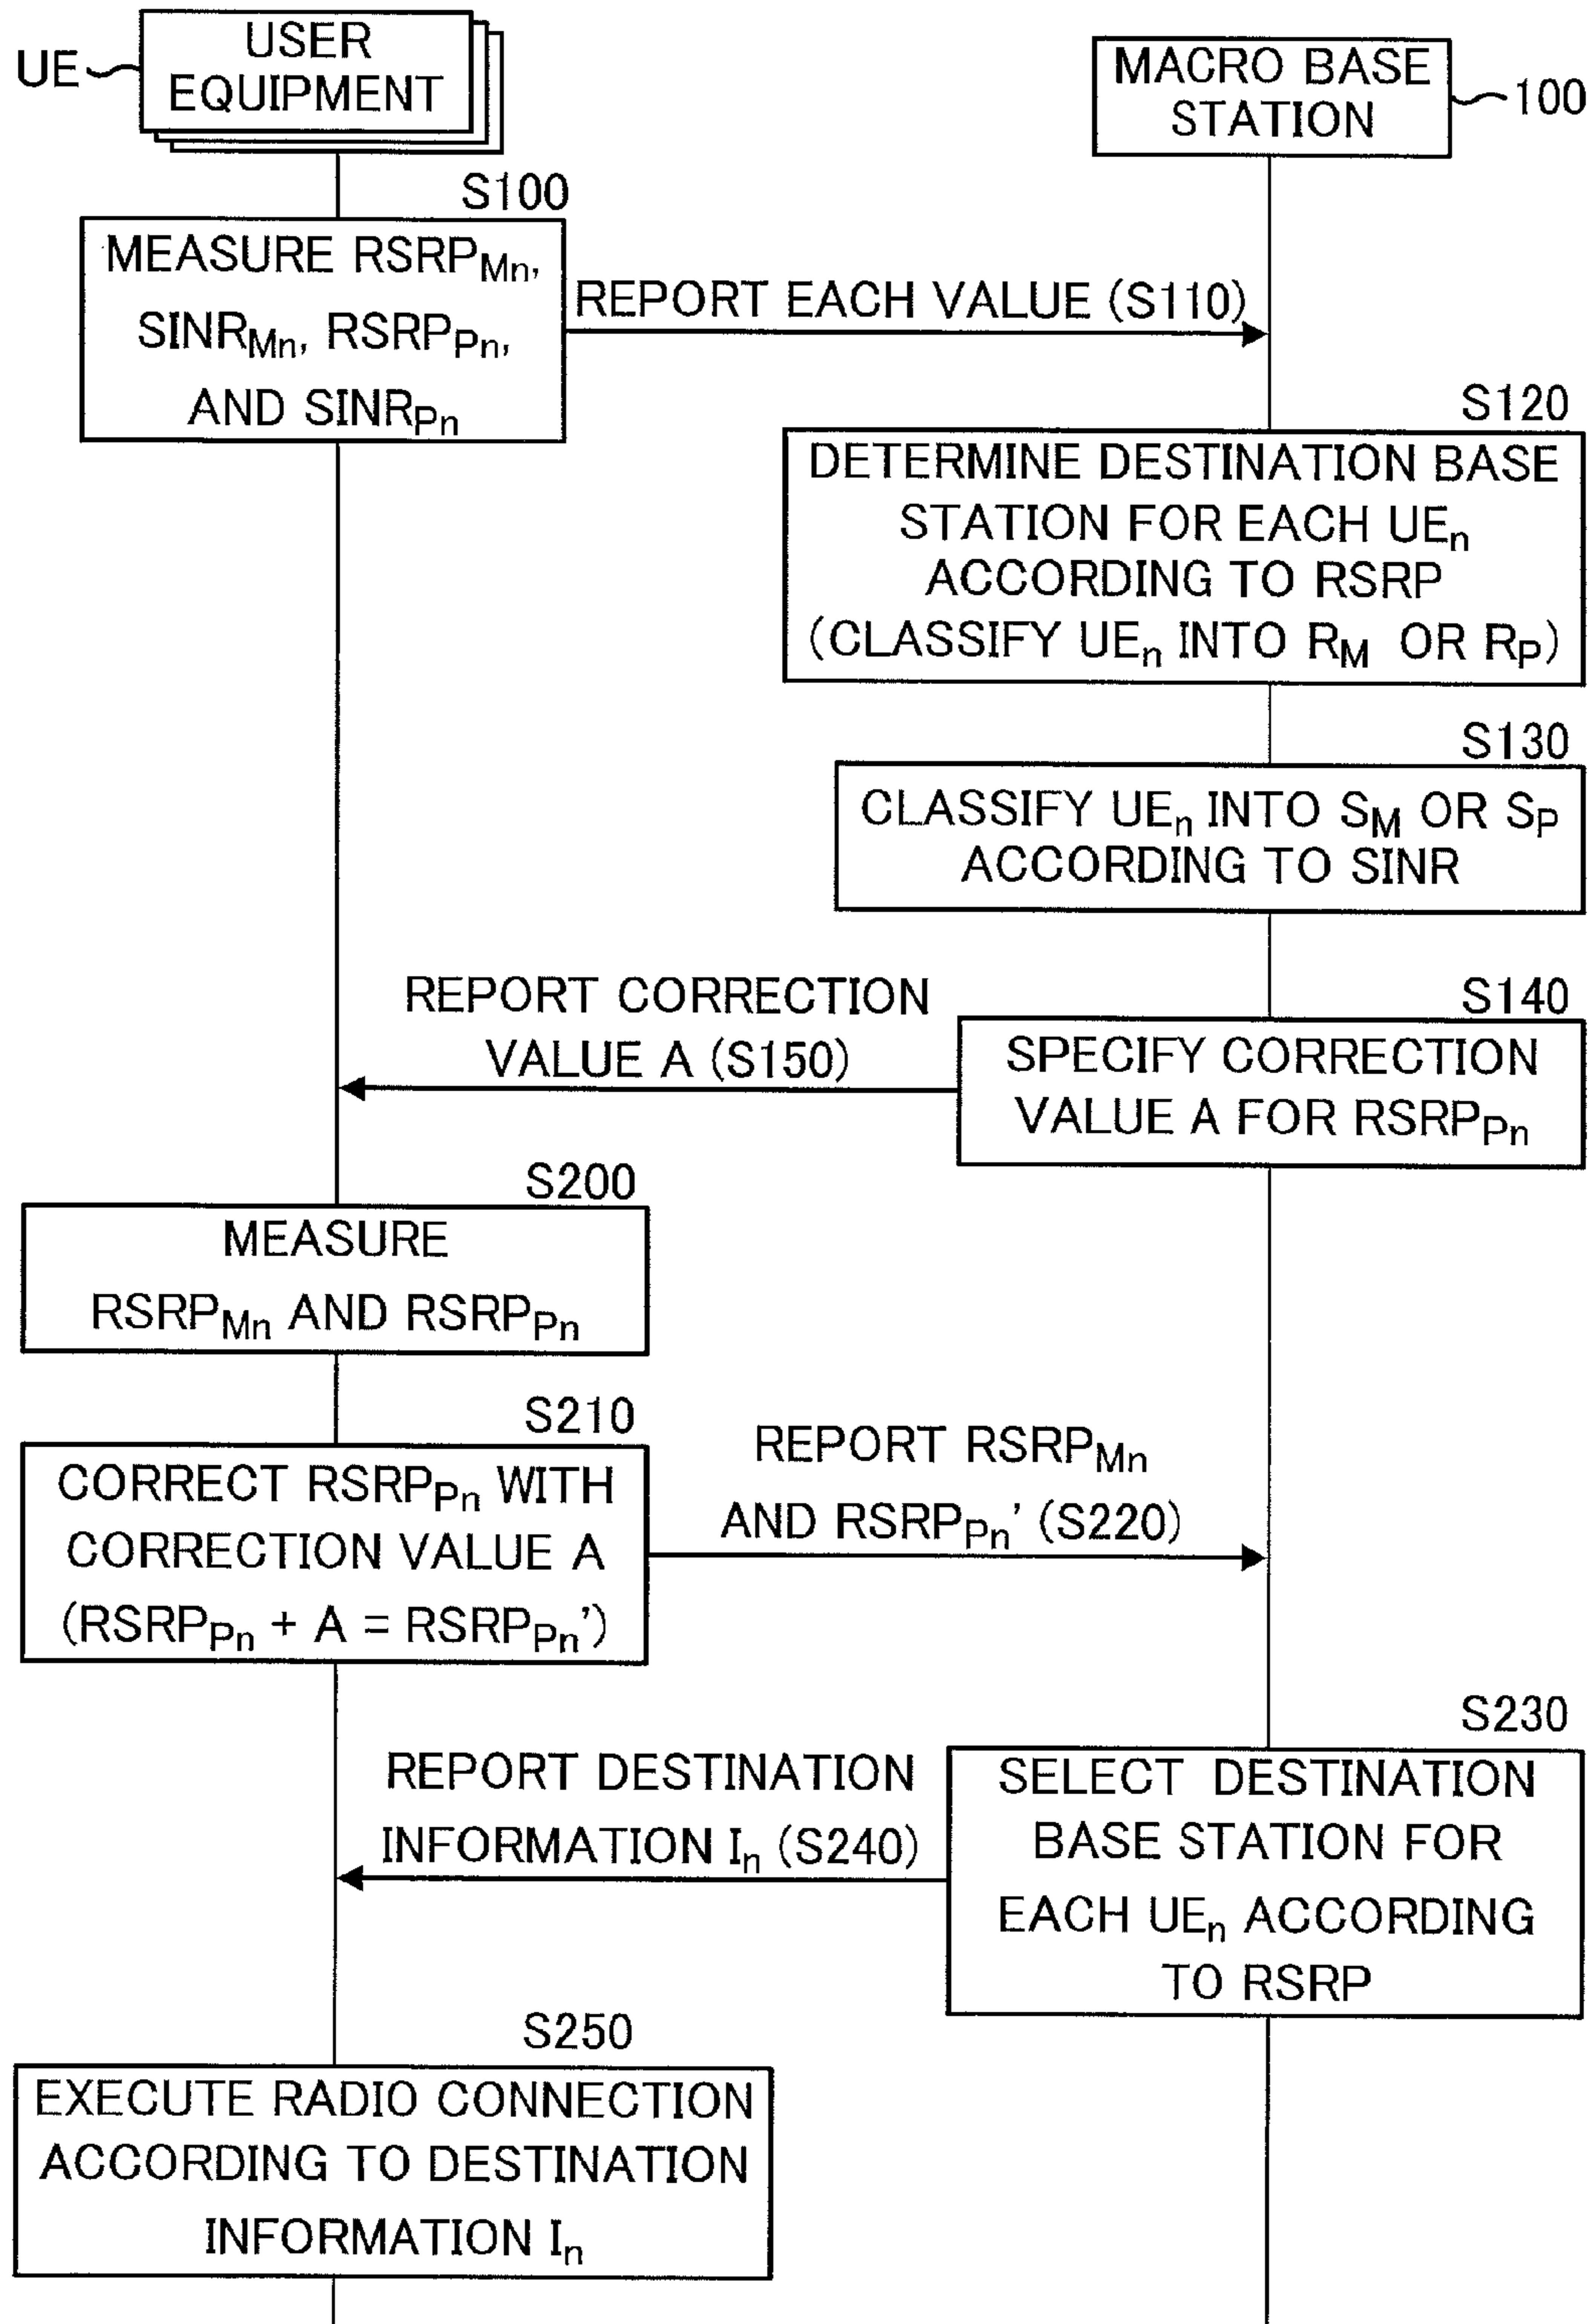 USER
EQUIPMENT
UE
MACRO BASE
STATION
100
S100
MEASURE RSRPMn,
SINRMn, RSRPPn,
AND SINRPn
REPORT EACH VALUE (S110)
S120
DETERMINE DESTINATION BASE
STATION FOR EACH UEn
ACCORDING TO RSRP
(CLASSIFY UEn INTO RM OR RP)
S130
CLASSIFY UEn INTO SM OR SP
ACCORDING TO SINR
REPORT CORRECTION
VALUE A (S150)
S140
SPECIFY CORRECTION
VALUE A FOR RSRPPn
S200
MEASURE
RSRPMn AND RSRPPn
S210
CORRECT RSRPPn WITH
CORRECTION VALUE A
(RSRPPn + A = RSRPPn')
REPORT RSRPMn
AND RSRPPn' (S220)
S230
SELECT DESTINATION
BASE STATION FOR
EACH UEn ACCORDING
TO RSRP
REPORT DESTINATION
INFORMATION In (S240)
S250
EXECUTE RADIO CONNECTION
ACCORDING TO DESTINATION
INFORMATION In